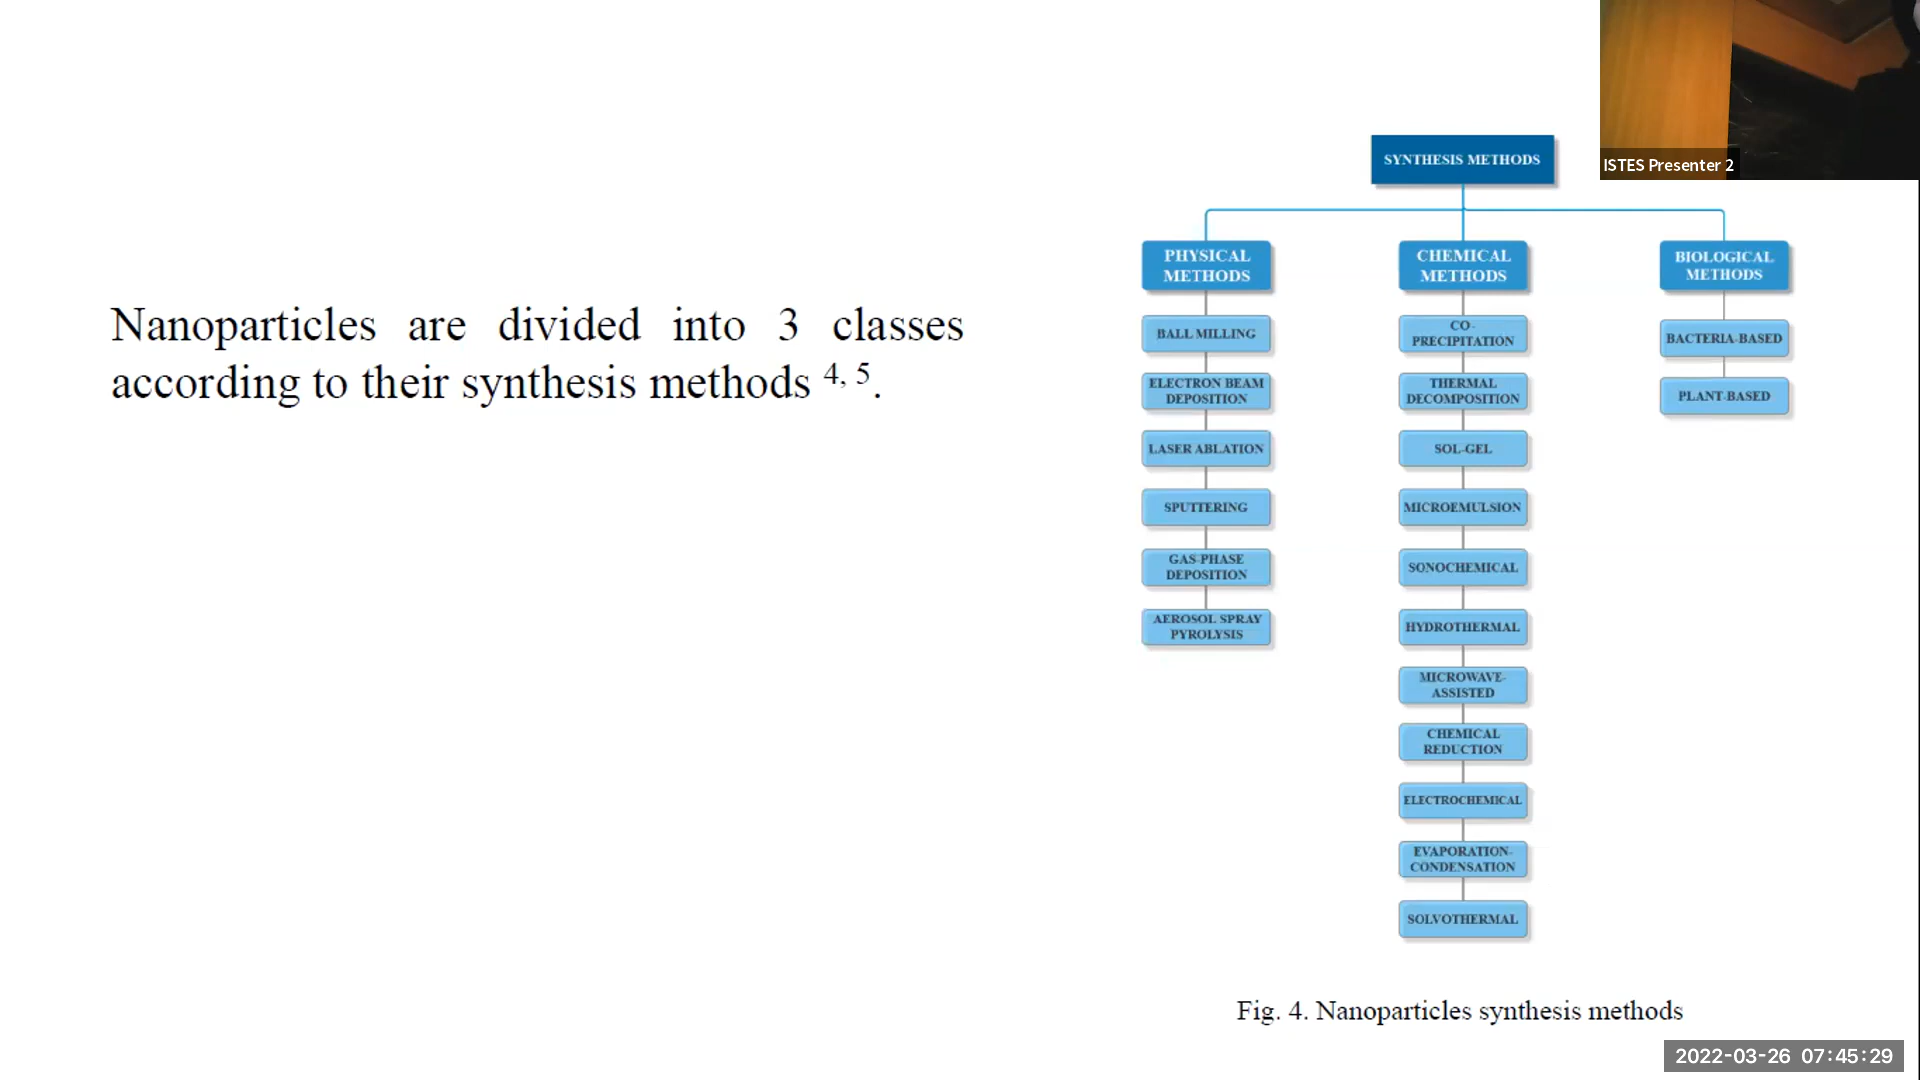 ISTES Presenter 2
Nanoparticles are divided into 3 classes
according to their synthesis methods 4, 5.
SYNTHESIS METHODS
PHYSICAL
METHODS
BALL MILLING
ELECTRON BEAM
DEPOSITION
LASER ABLATION
SPUTTERING
GAS-PHASE
DEPOSITION
AEROSOL SPRAY
PYROLYSIS
CHEMICAL
METHODS
CO-
PRECIPITATION
THERMAL
DECOMPOSITION
SOL-GEL
MICROEMULSION
SONOCHEMICAL
HYDROTHERMAL
MICROWAVE-
ASSISTED
CHEMICAL
REDUCTION
ELECTROCHEMICAL
EVAPORATION-
CONDENSATION
SOLVOTHERMAL
BIOLOGICAL
METHODS
BACTERIA-BASED
PLANT-BASED
Fig. 4. Nanoparticles synthesis methods
2022-03-26 07:45:29